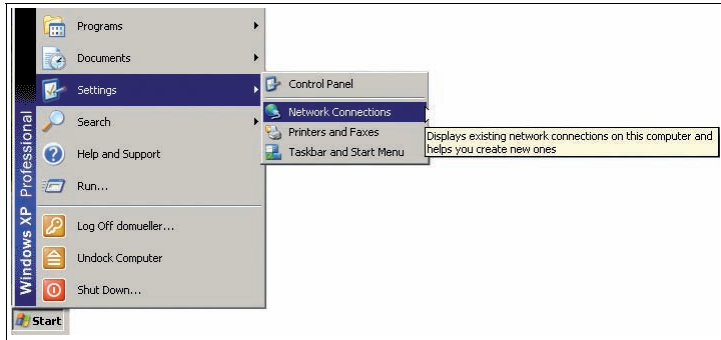 Programs
Documents
Settings
Search
Help and Support
Run...
Log Off domueller...
Undock Computer
Shut Down...
Control Panel
Network Connections
Printers and Faxes
Taskbar and Start Menu
Displays existing network connections on this computer and
helps you create new ones
Windows XP Professional
Start